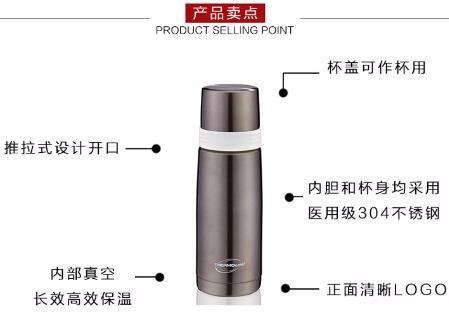 产品卖点
PRODUCT SELLING POINT
杯盖可作杯用
推拉式设计开口
内胆和杯身均采用
医用级304不锈钢
内部真空
长效高效保温
正面清晰LOGO